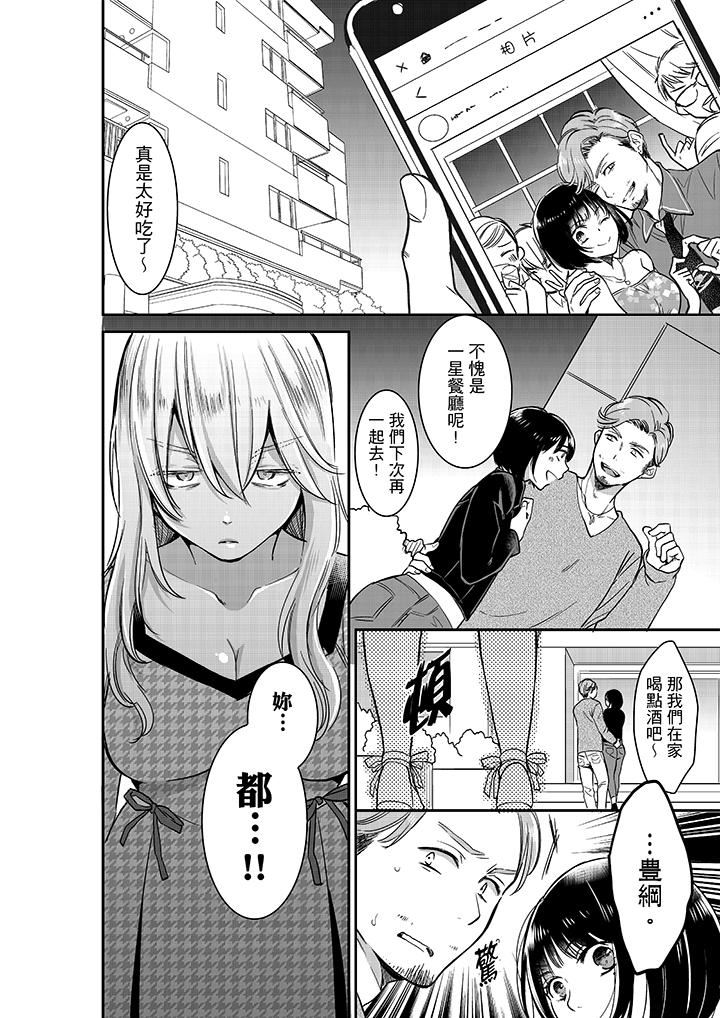 相片
真是太好吃了~
不愧是
一星餐廳呢！
我們下次再
一起去！
那我們在家
喝點酒吧~
頓
…豊綱。
驚
妳…
都…!!